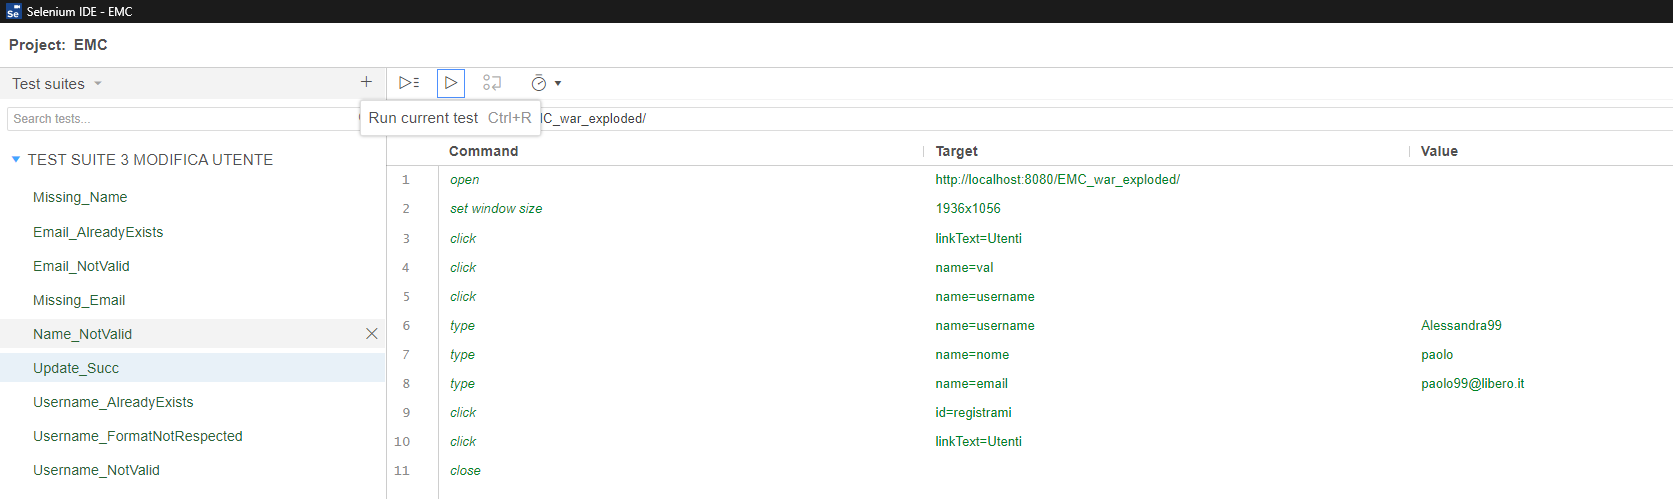 Se Selenium IDE - EMC
Project: EMC
Test suites
Search tests...
Run current test Ctrl+R
MC_war_exploded/
Command Target Value
TEST SUITE 3 MODIFICA UTENTE
Missing_Name
Email_AlreadyExists
Email_NotValid
Missing_Email
Name_NotValid
Update_Succ
Username_AlreadyExists
Username_FormatNotRespected
Username_NotValid
1 open http://localhost:8080/EMC_war_exploded/
2 set window size 1936x1056
3 click linkText=Utenti
4 click name=val
5 click name=username
6 type name=username Alessandra99
7 type name=nome paolo
8 type name=email paolo99@libero.it
9 click id=registrami
10 click linkText=Utenti
11 close